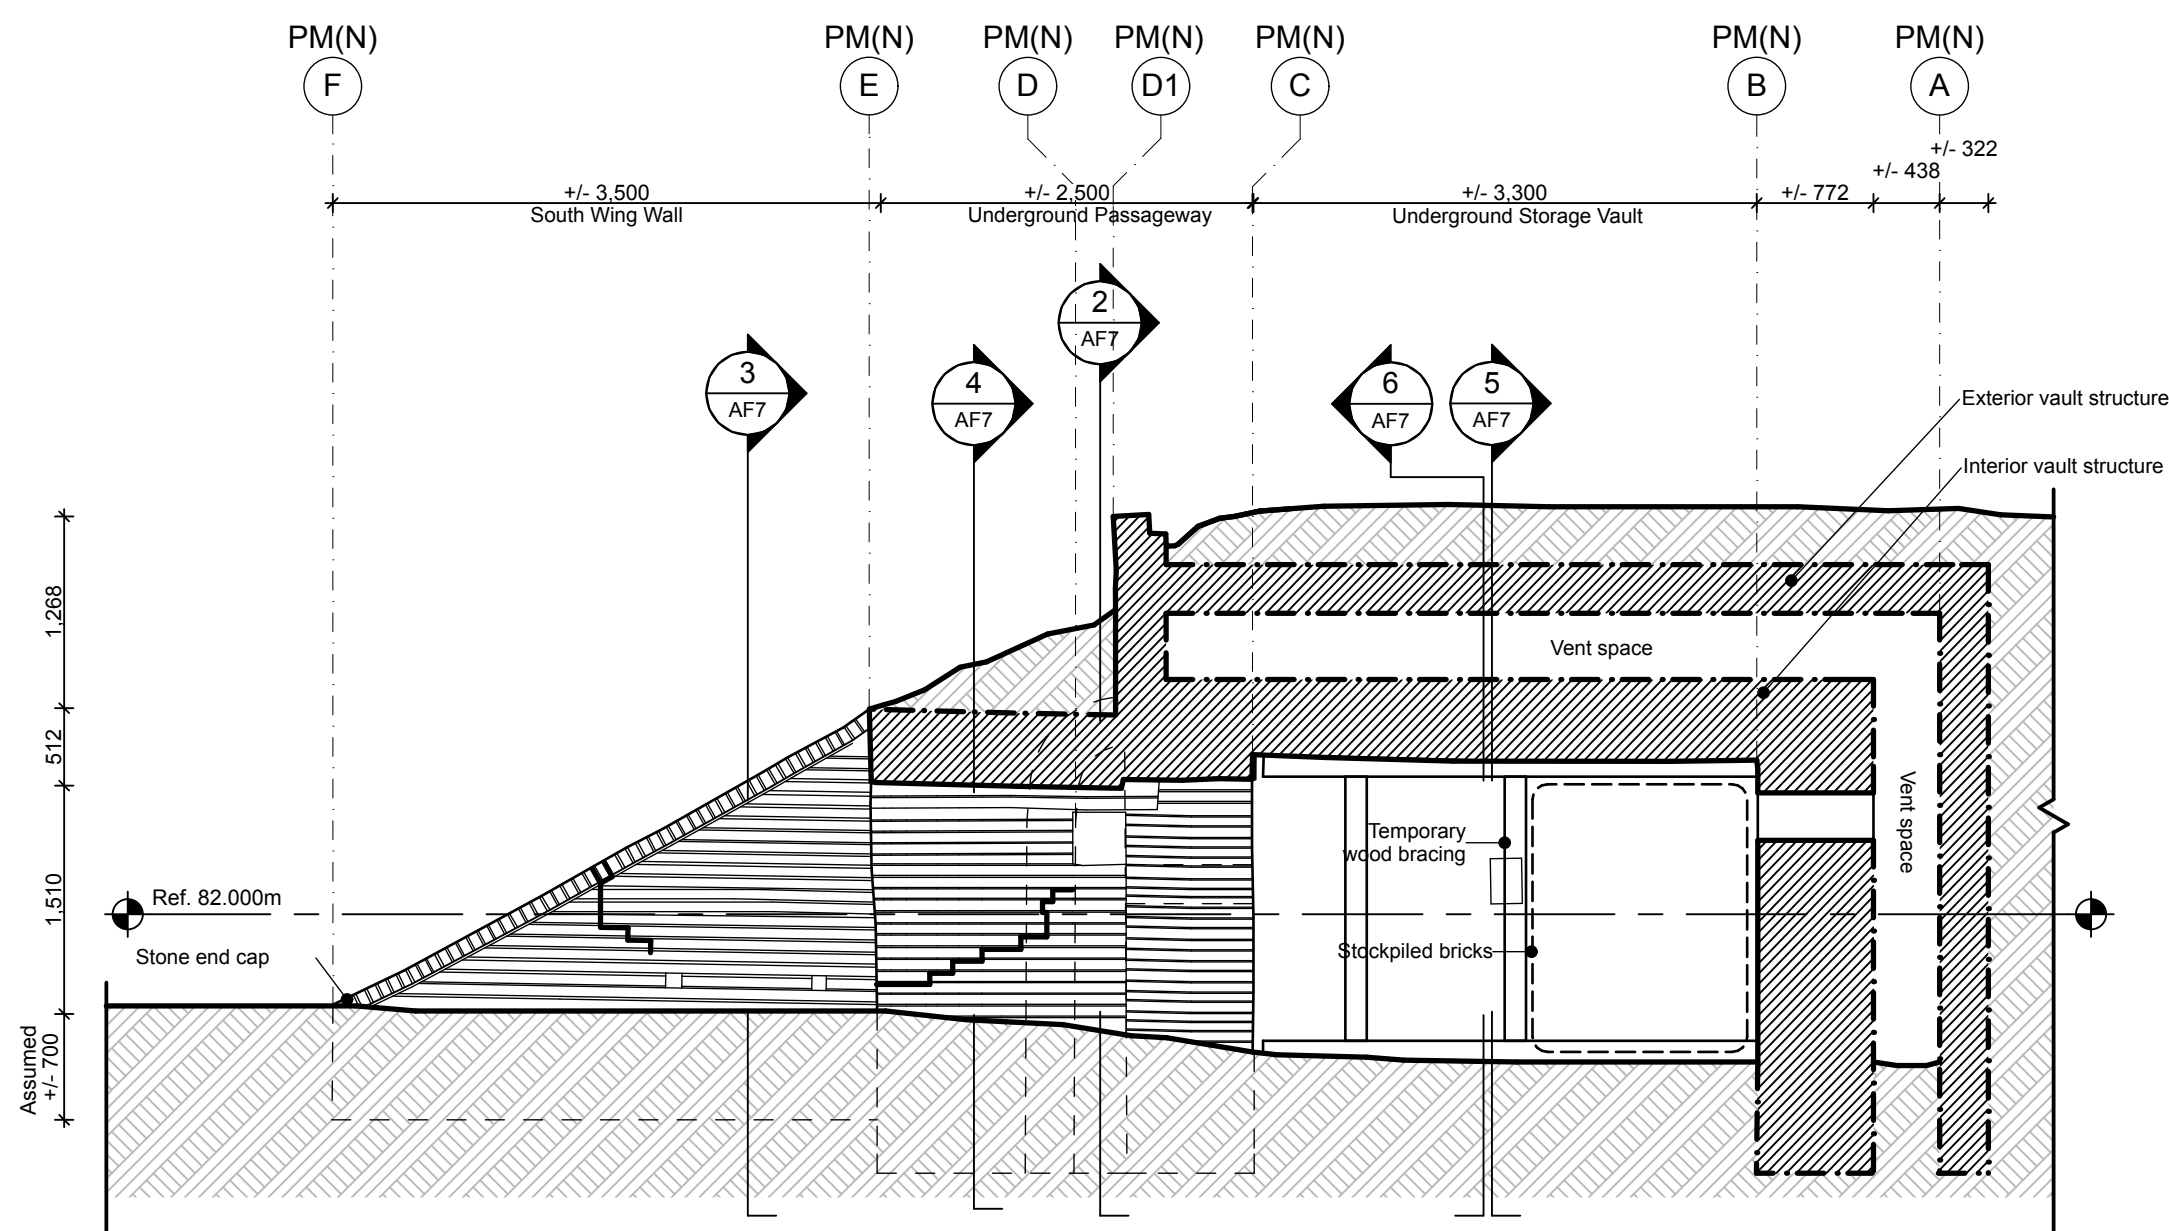 PM(N) PM(N) PM(N) PM(N) PM(N) PM(N) PM(N)
F E D D1 C B A
+/- 322
+/- 438
+/- 3,500 +/- 2,500 +/- 3,300 +/- 772
South Wing Wall Underground Passageway Underground Storage Vault
2
AF7
3
AF7
4
AF7
6
AF7
5
AF7
Exterior vault structure
Interior vault structure
1,268
Vent space
512
Vent space
Temporary
wood bracing
1,510
Ref. 82.000m
Stone end cap
Stockpiled bricks
Assumed
+/- 700